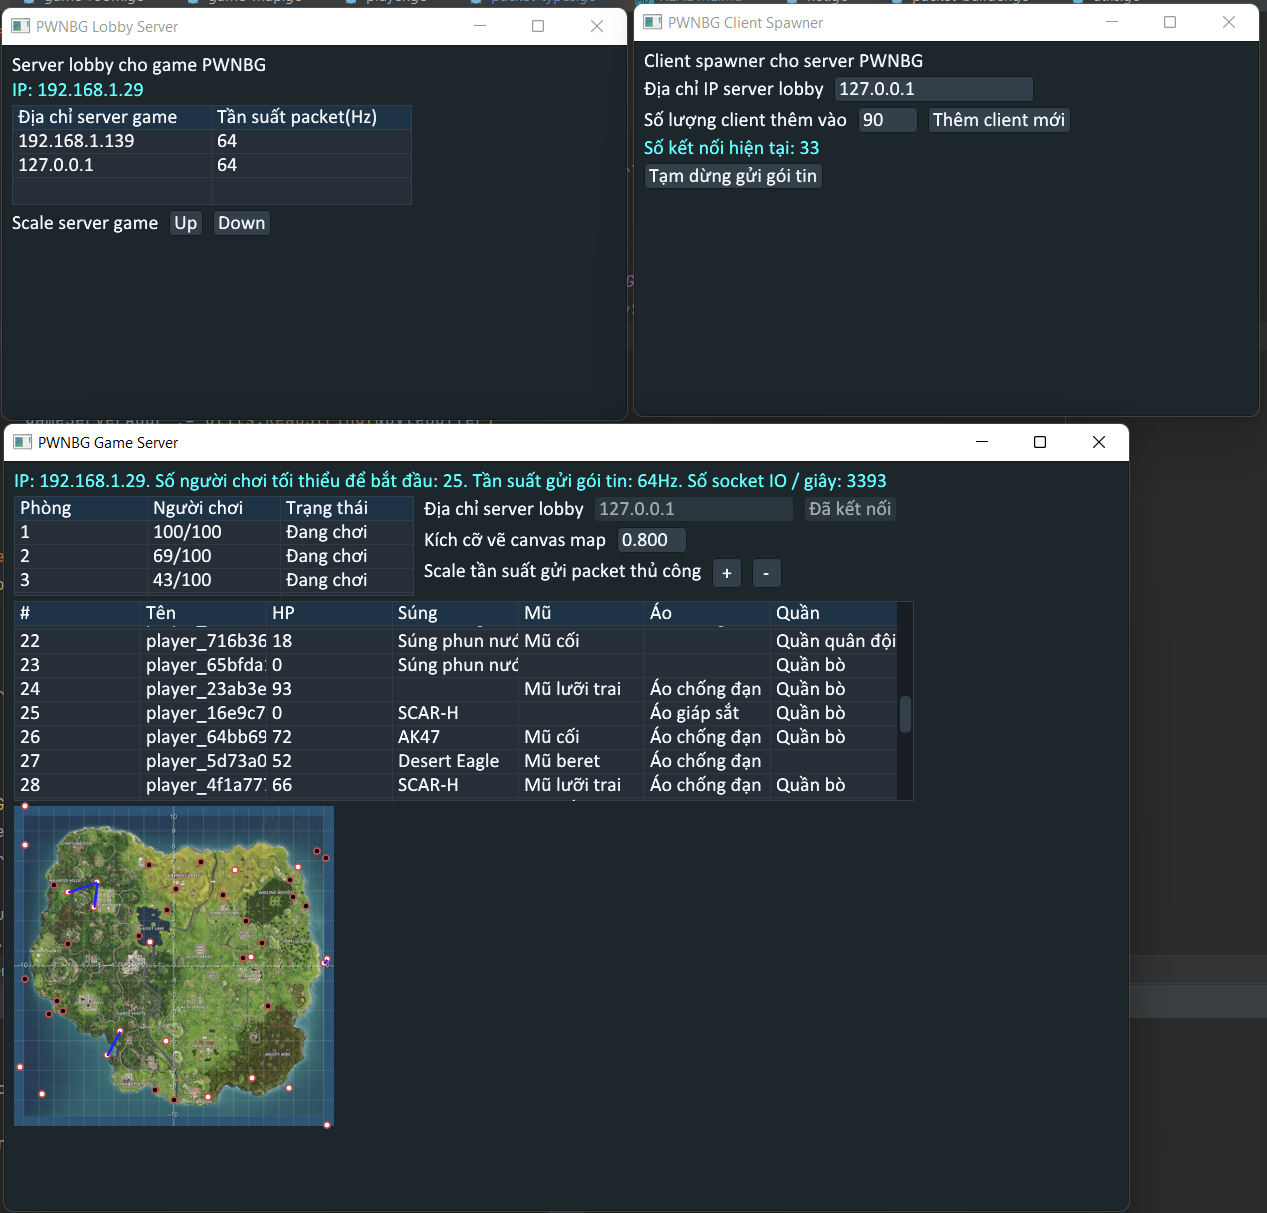 PWNBG Lobby Server
Server lobby cho game PWNBG
IP: 192.168.1.29
Địa chỉ server game Tần suất packet(Hz)
192.168.1.139 64
127.0.0.1 64
Scale server game Up Down
PWNBG Client Spawner
Client spawner cho server PWNBG
Địa chỉ IP server lobby 127.0.0.1
Số lượng client thêm vào 90 Thêm client mới
Số kết nối hiện tại: 33
Tạm dừng gửi gói tin
PWNBG Game Server
IP: 192.168.1.29. Số người chơi tối thiểu để bắt đầu: 25. Tần suất gửi gói tin: 64Hz. Số socket IO / giây: 3393
Phòng Người chơi Trạng thái
1 100/100 Đang chơi
2 69/100 Đang chơi
3 43/100 Đang chơi
Địa chỉ server lobby 127.0.0.1 Đã kết nối
Kích cỡ vẽ canvas map 0.800
Scale tần suất gửi packet thủ công + -
# Tên HP Súng Mũ Áo Quần
22 player_716b36 18 Súng phun nướ Mũ cối Quần quân đội
23 player_65bfda 0 Súng phun nướ Quần bò
24 player_23ab3e 93 Mũ lưỡi trai Áo chống đạn Quần bò
25 player_16e9c7 0 SCAR-H Áo giáp sắt Quần bò
26 player_64bb69 72 AK47 Mũ cối Áo chống đạn Quần bò
27 player_5d73a0 52 Desert Eagle Mũ beret Áo chống đạn
28 player_4f1a777 66 SCAR-H Mũ lưỡi trai Áo chống đạn Quần bò